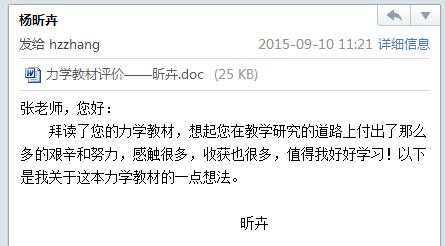 杨昕卉
发给 hzzhang 2015-09-10 11:21 详细信息
力学教材评价——昕卉.doc (25 KB)
张老师，您好：
拜读了您的力学教材，想起您在教学研究的道路上付出了那么
多的艰辛和努力，感触很多，收获也很多，值得我好好学习！以下
是我关于这本力学教材的一点想法。
昕卉